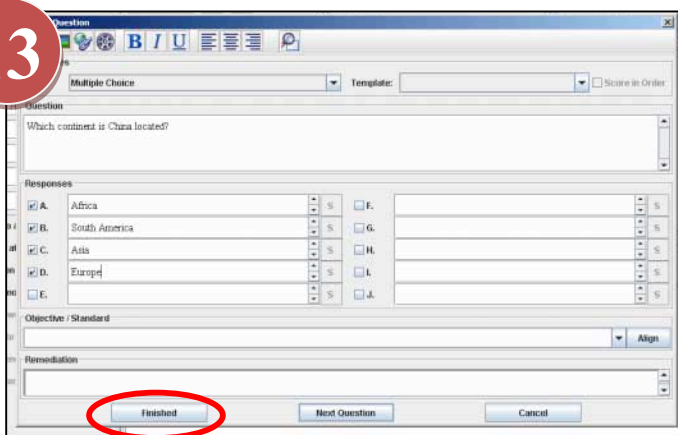 3
Question
B I U
Multiple Choice Template: Score in Order
Question
Which continent is China located?
Responses
A. Africa S F. S
B. South America S G. S
C. Asia S H. S
D. Europe S I. S
E. S J. S
Objective / Standard
Align
Remediation
Finished Next Question Cancel